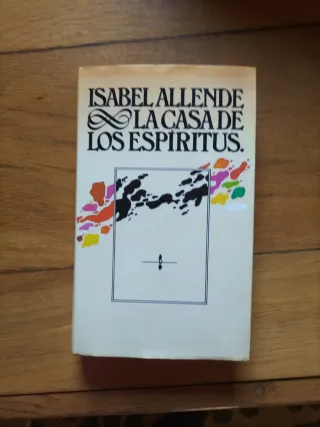 ISABEL ALLENDE
LA CASA DE
LOS ESPÍRITUS.